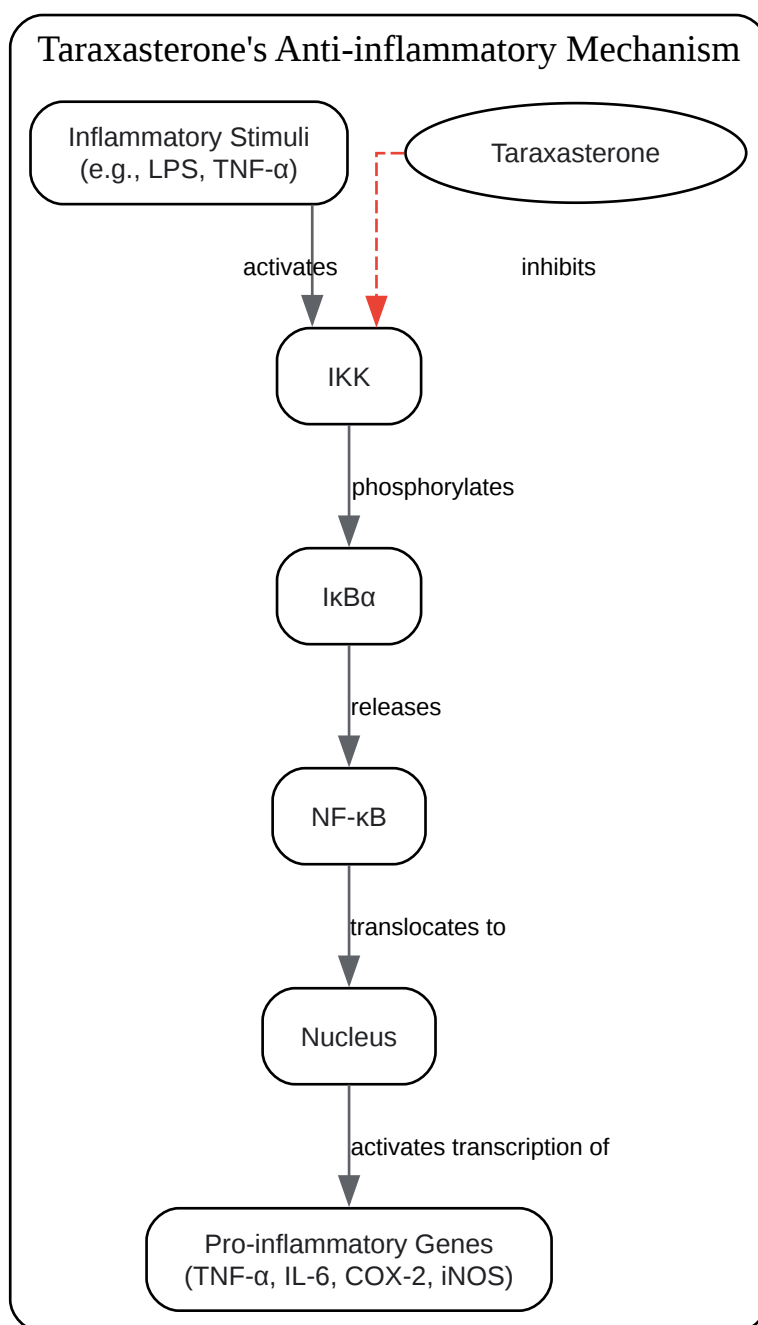 Taraxasterone's Anti-inflammatory Mechanism
Inflammatory Stimuli
(e.g., LPS, TNF-α)
Taraxasterone
activates
inhibits
IKK
phosphorylates
IκBα
releases
NF-κB
translocates to
Nucleus
activates transcription of
Pro-inflammatory Genes
(TNF-α, IL-6, COX-2, iNOS)